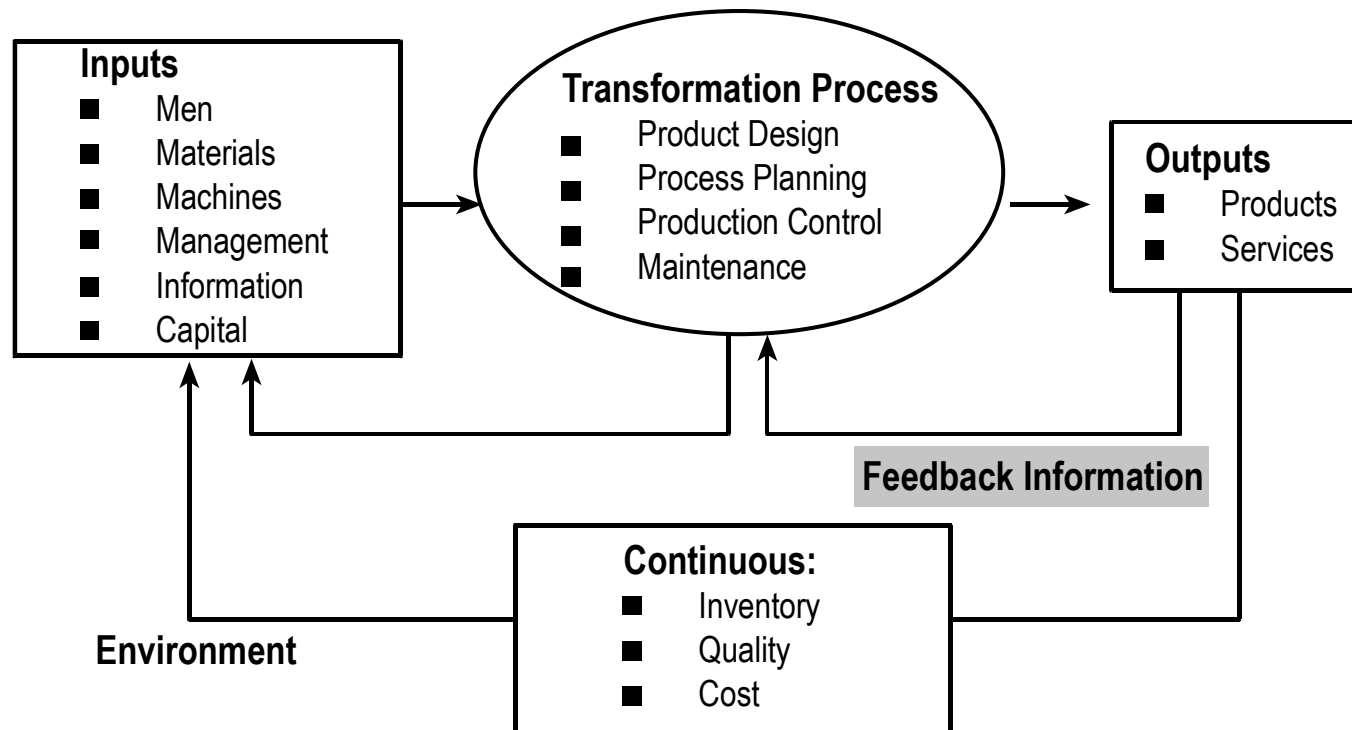 Inputs
Men
Materials
Machines
Management
Information
Capital
Transformation Process
Product Design
Process Planning
Production Control
Maintenance
Outputs
Products
Services
Feedback Information
Continuous:
Inventory
Quality
Cost
Environment